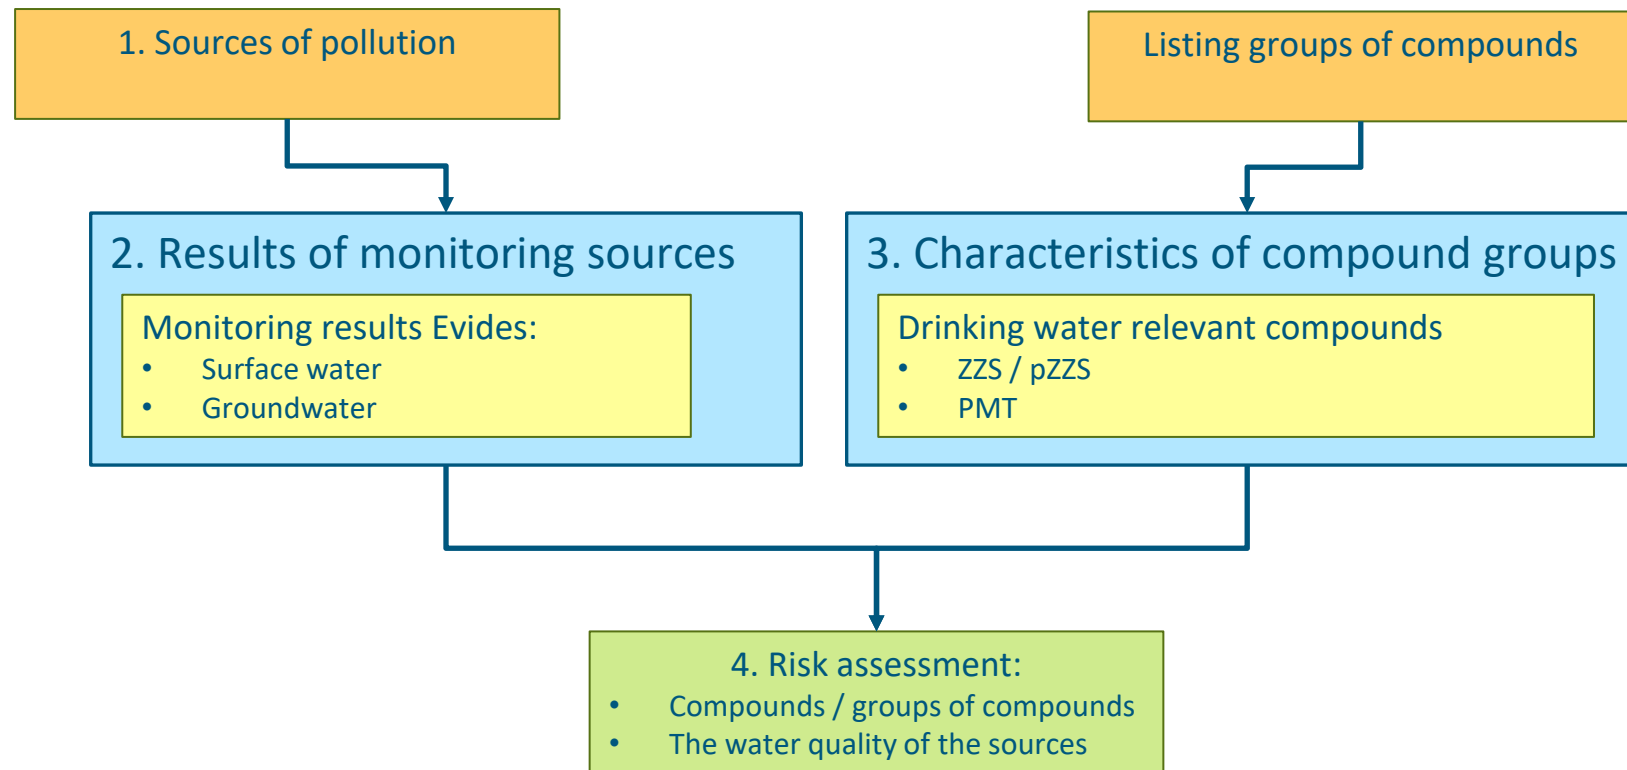 1. Sources of pollution
Listing groups of compounds
2. Results of monitoring sources
Monitoring results Evides:
• Surface water
• Groundwater
3. Characteristics of compound groups
Drinking water relevant compounds
• ZZS / pZZS
• PMT
4. Risk assessment:
• Compounds / groups of compounds
• The water quality of the sources